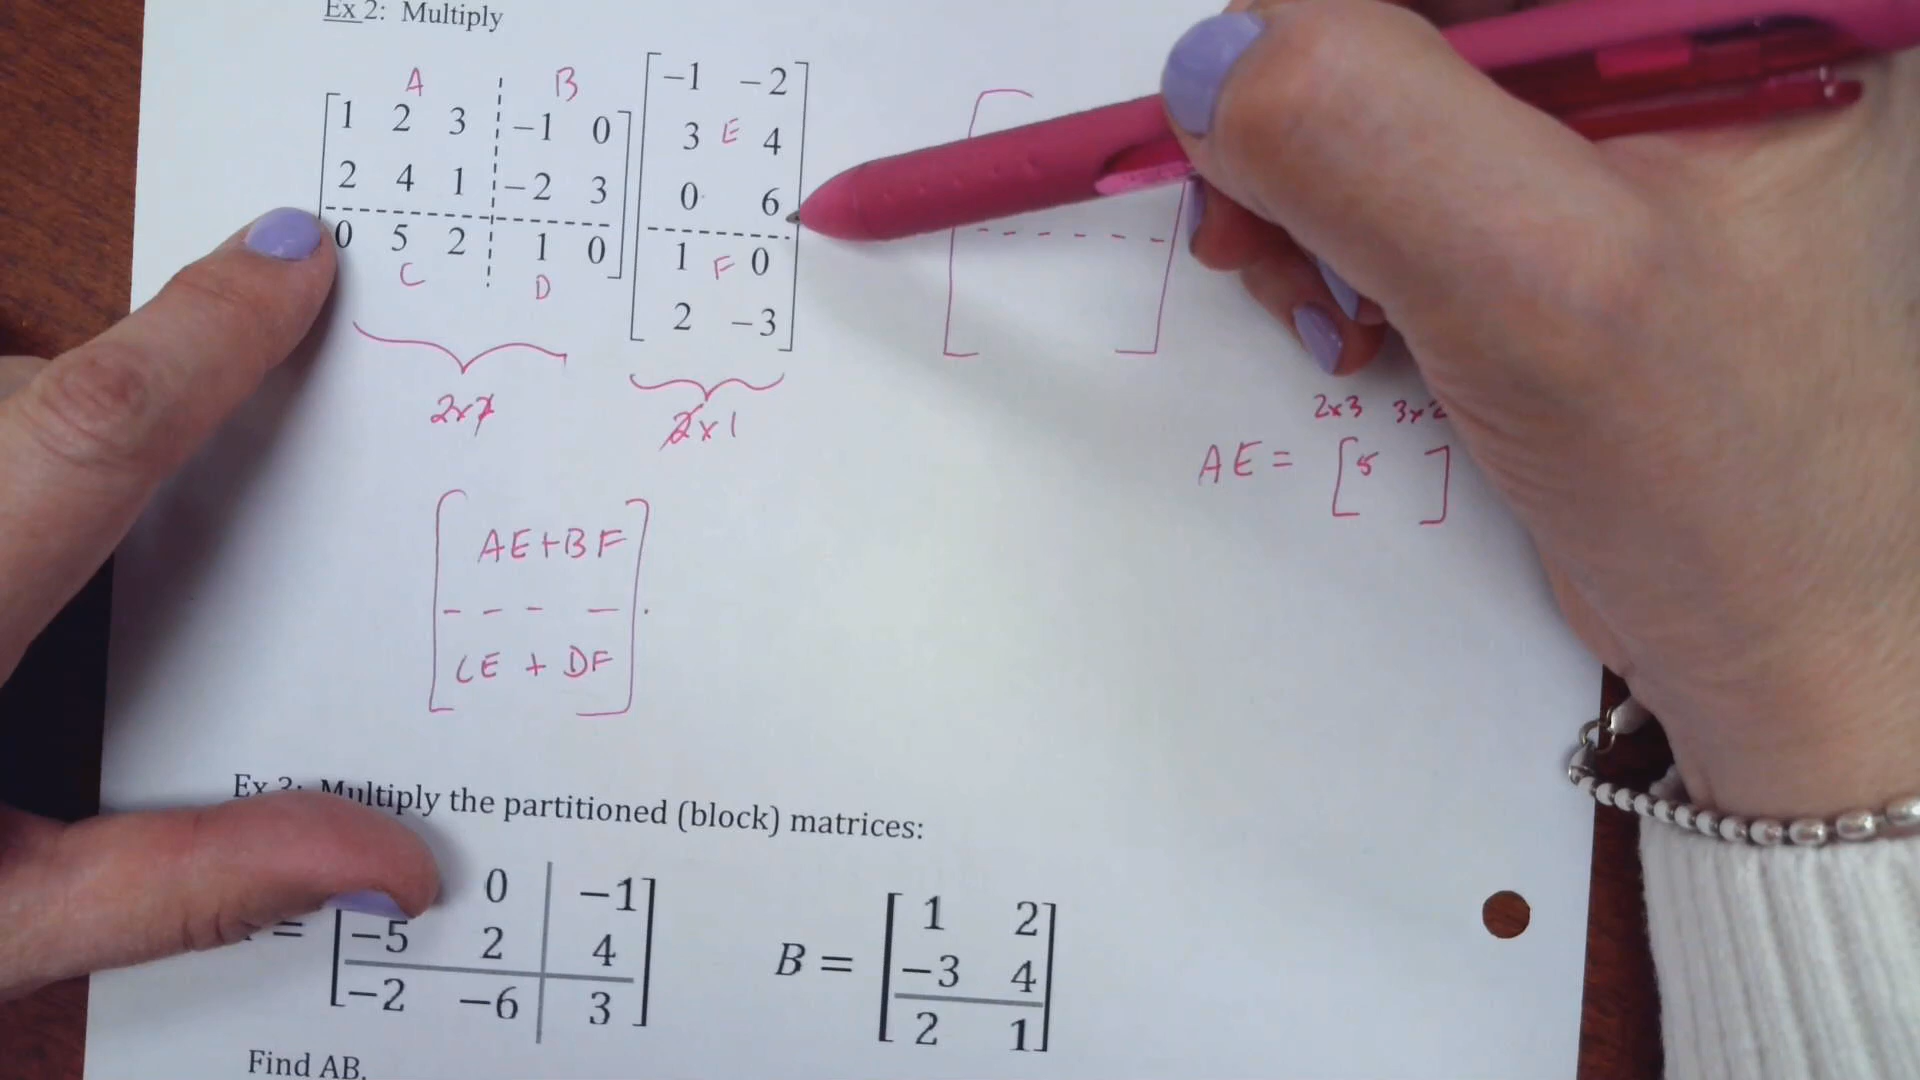 Ex 2: Multiply
A B
1 2 3 -1 0
2 4 1 -2 3
0 5 2 1 0
C D
-1 -2
3 E 4
0 6
1 F 0
2 -3
2x2 2x1
2x3 3x2
AE = [5 ]
AE+BF
CE + DF
Multiply the partitioned (block) matrices:
0 -1
= -5 2 4
-2 -6 3
B =
1 2
-3 4
2 1
Find AB.